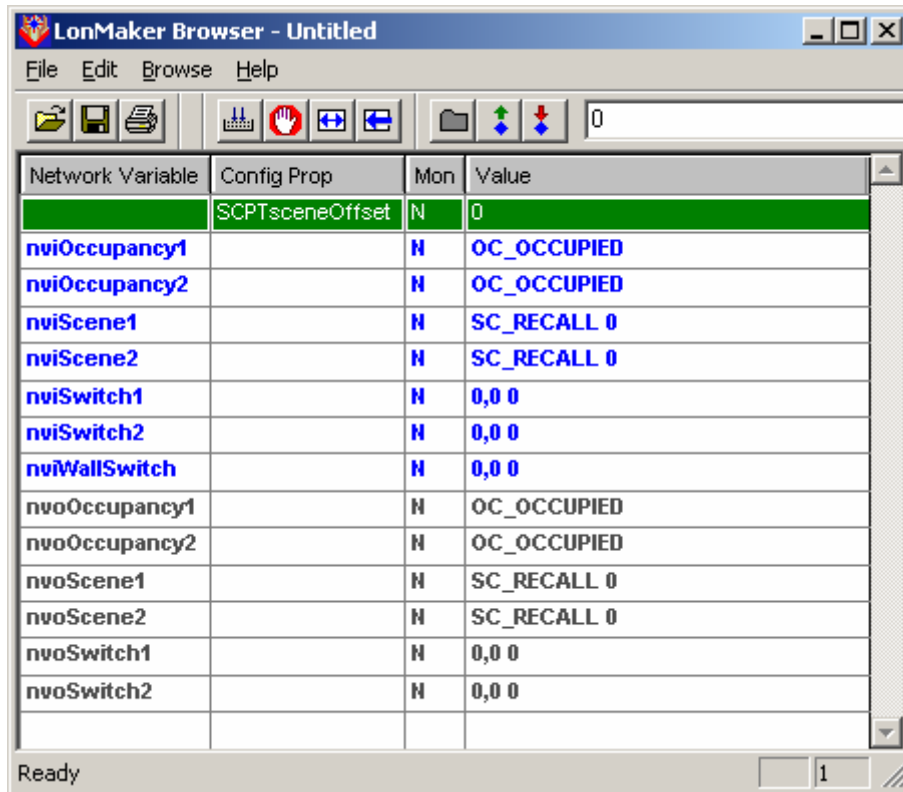 LonMaker Browser - Untitled
File Edit Browse Help
0
Network Variable Config Prop Mon Value
SCPTsceneOffset N 0
nviOccupancy1 N OC_OCCUPIED
nviOccupancy2 N OC_OCCUPIED
nviScene1 N SC_RECALL 0
nviScene2 N SC_RECALL 0
nviSwitch1 N 0,0 0
nviSwitch2 N 0,0 0
nviWallSwitch N 0,0 0
nvoOccupancy1 N OC_OCCUPIED
nvoOccupancy2 N OC_OCCUPIED
nvoScene1 N SC_RECALL 0
nvoScene2 N SC_RECALL 0
nvoSwitch1 N 0,0 0
nvoSwitch2 N 0,0 0
Ready 1